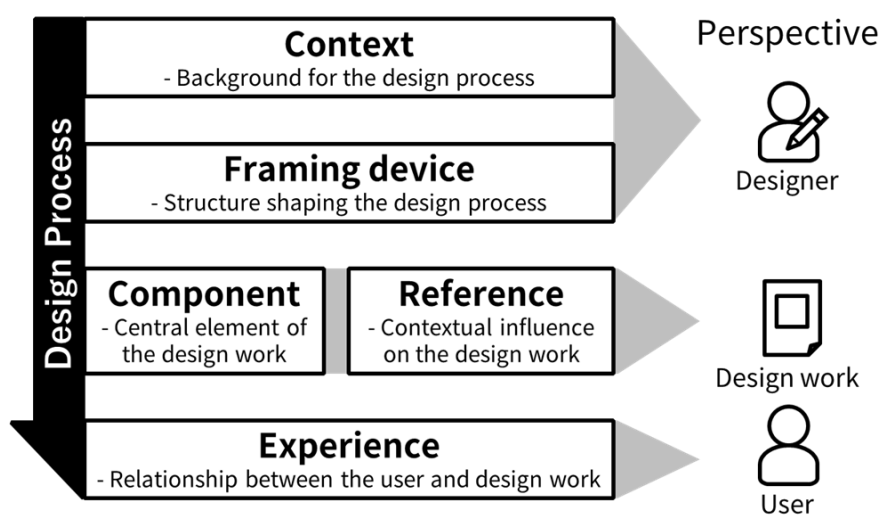 Perspective
Design Process
Context
- Background for the design process
Framing device
- Structure shaping the design process
Designer
Component
- Central element of
the design work
Reference
- Contextual influence
on the design work
Design work
Experience
- Relationship between the user and design work
User